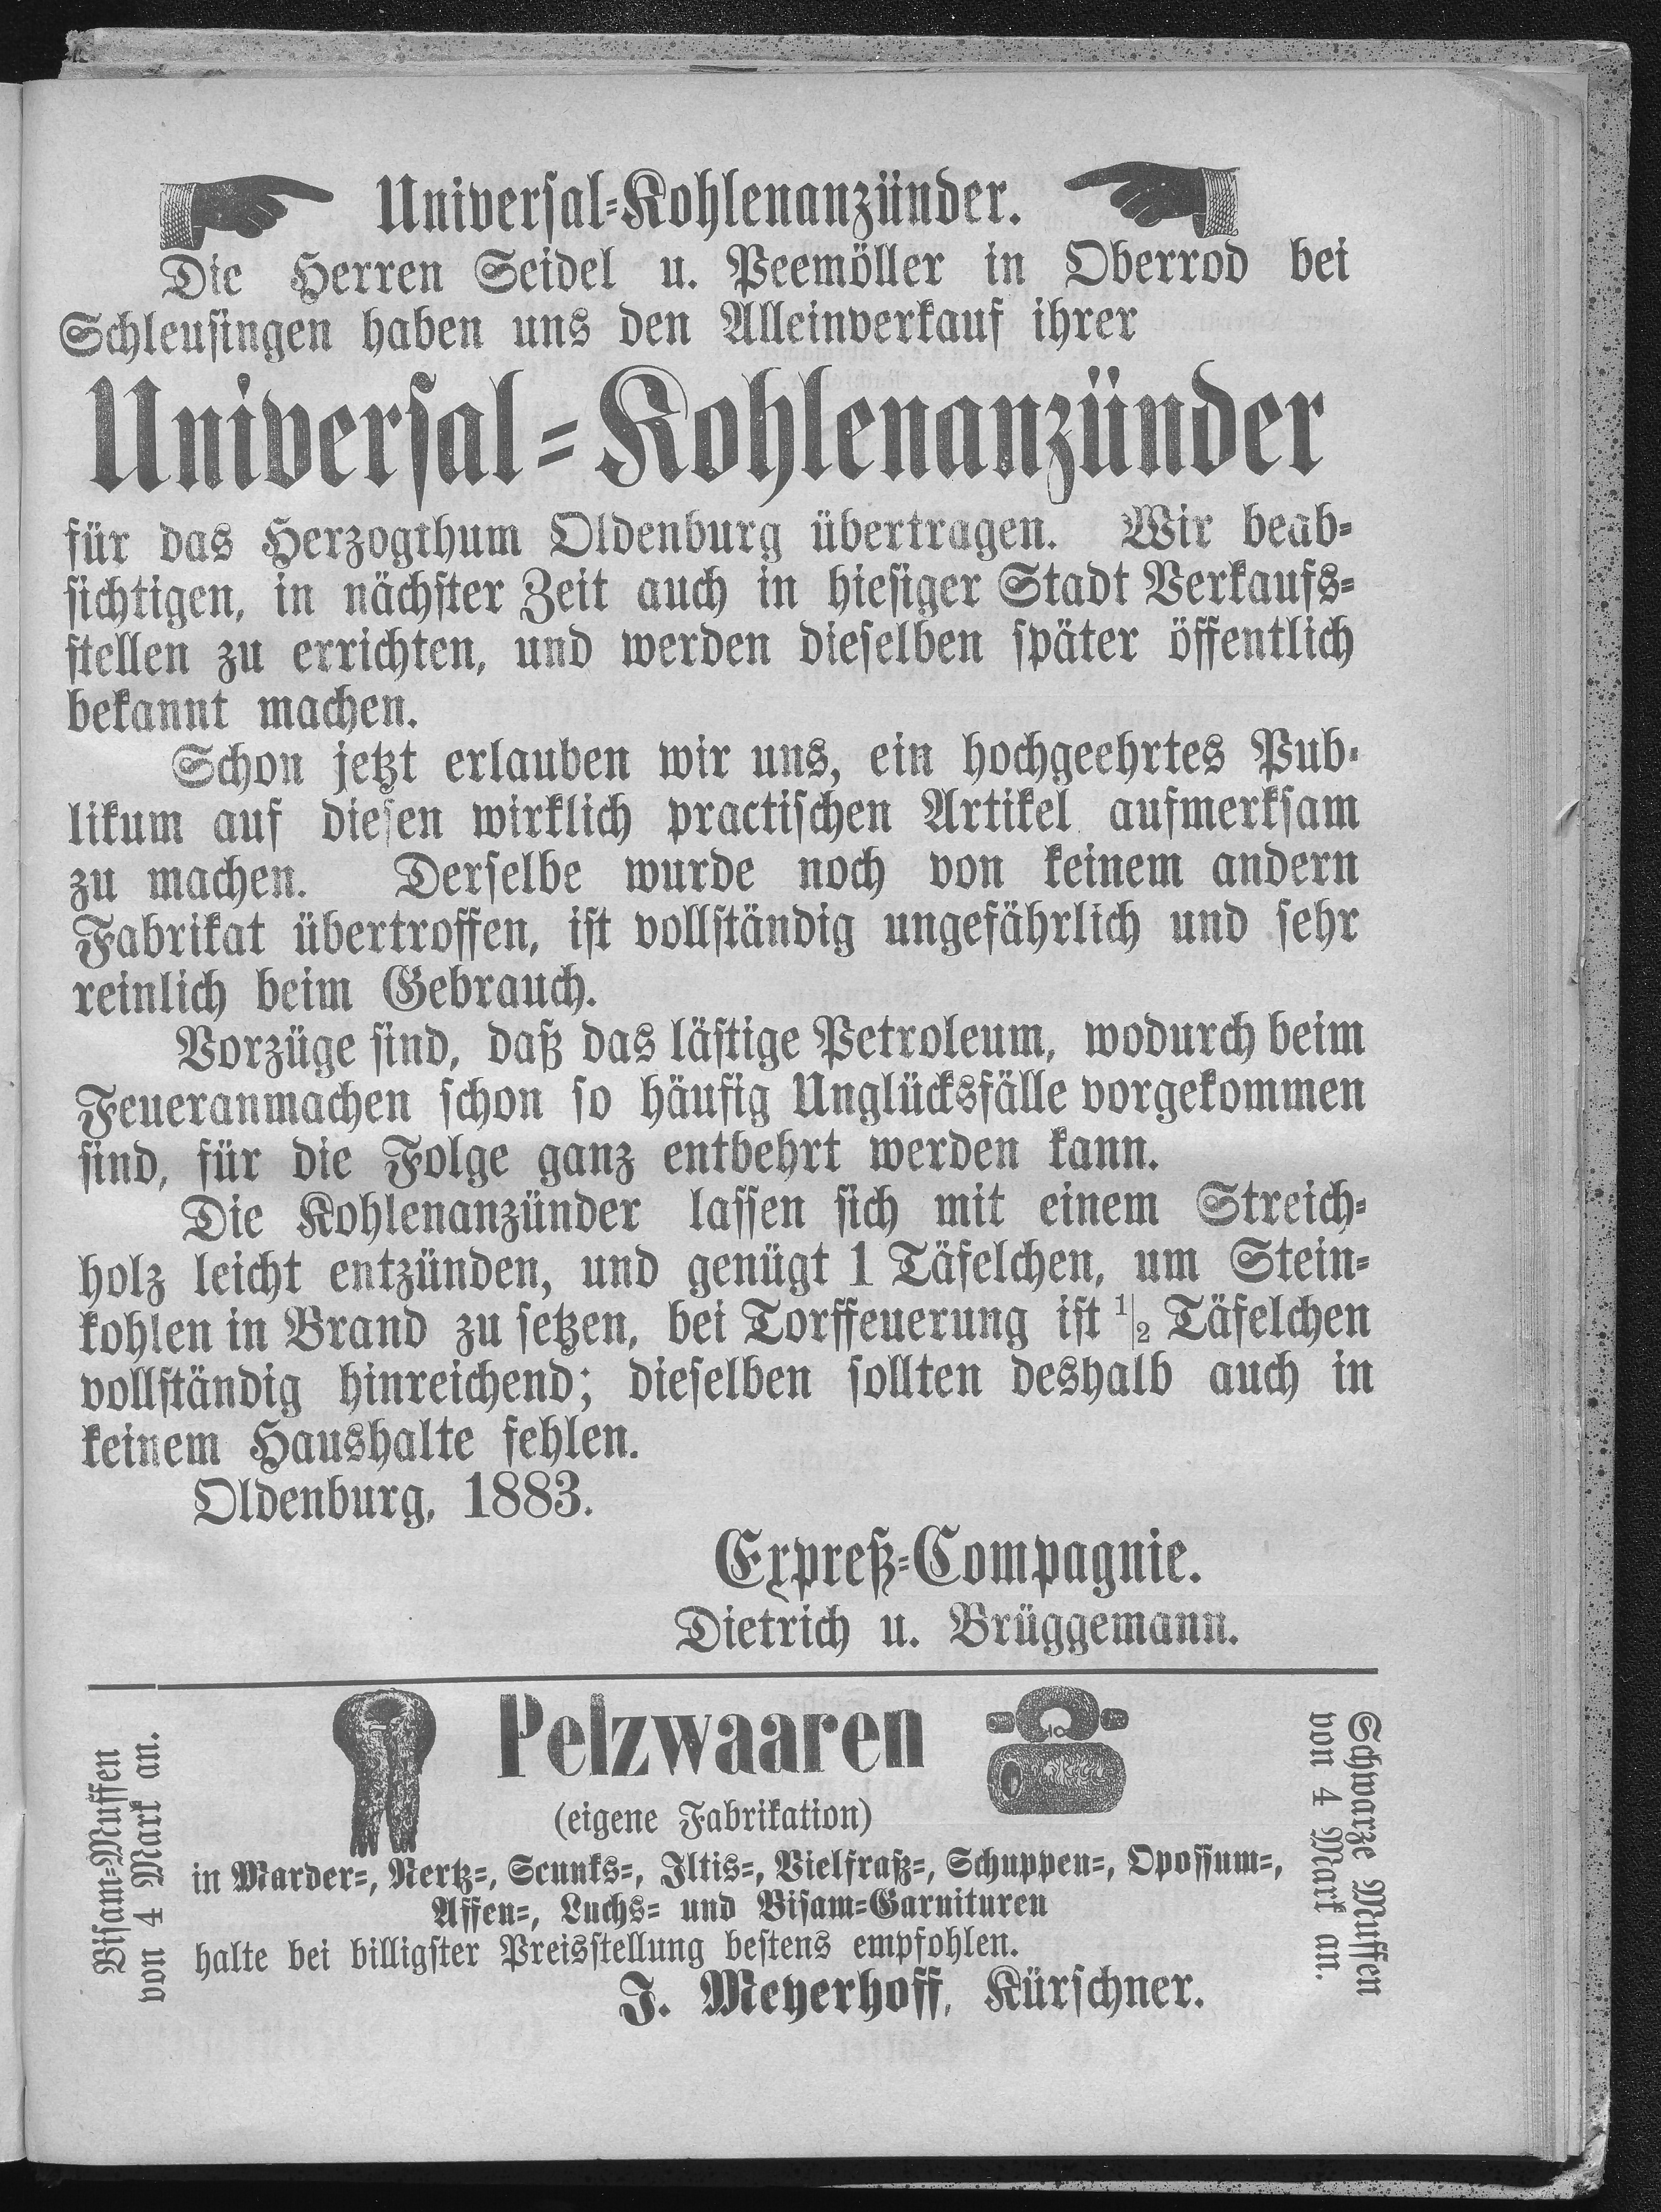 Universal-Kohlenanzünder.
Die Herren Seidel u. Peemöller in Oberrod bei
Schleusingen haben uns den Alleinverkauf ihrer
Universal-Kohlenanzünder
für das Herzogthum Oldenburg übertragen. Wir beab-
sichtigen, in nächster Zeit auch in hiesiger Stadt Verkaufs-
stellen zu errichten, und werden dieselben später öffentlich
bekannt machen.
Schon jetzt erlauben wir uns, ein hochgeehrtes Pub-
likum auf diesen wirklich practischen Artikel aufmerksam
zu machen. Derselbe wurde noch von keinem andern
Fabrikat übertroffen, ist vollständig ungefährlich und sehr
reinlich beim Gebrauch.
Vorzüge sind, daß das lästige Petroleum, wodurch beim
Feueranmachen schon so häufig Unglücksfälle vorgekommen
sind, für die Folge ganz entbehrt werden kann.
Die Kohlenanzünder lassen sich mit einem Streich-
holz leicht entzünden, und genügt 1 Täfelchen, um Stein-
kohlen in Brand zu setzen, bei Torffeuerung ist 1/2 Täfelchen
vollständig hinreichend; dieselben sollten deshalb auch in
keinem Haushalte fehlen.
Oldenburg, 1883.
Expreß-Compagnie.
Dietrich u. Brüggemann.
Bisam-Muffen
von 4 Mark an.
Pelzwaaren
(eigene Fabrikation)
in Marder-, Nertz-, Scunks-, Iltis-, Vielfraß-, Schuppen-, Opossum-,
Affen-, Luchs- und Bisam-Garnituren
halte bei billigster Preisstellung bestens empfohlen.
J. Meyerhoff, Kürschner.
Schwarze Muffen
von 4 Mark an.